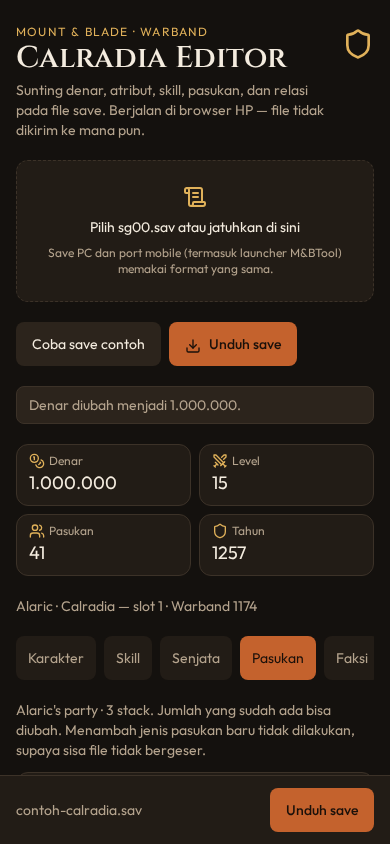 MOUNT & BLADE · WARBAND
CALRADIA EDITOR
Sunting denar, atribut, skill, pasukan, dan relasi
pada file save. Berjalan di browser HP — file tidak
dikirim ke mana pun.
Pilih sg00.sav atau jatuhkan di sini
Save PC dan port mobile (termasuk launcher M&BTool)
memakai format yang sama.
Coba save contoh
Unduh save
Denar diubah menjadi 1.000.000.
Denar
1.000.000
Level
15
Pasukan
41
Tahun
1257
Alaric · Calradia — slot 1 · Warband 1174
Karakter
Skill
Senjata
Pasukan
Faksi
Alaric's party · 3 stack. Jumlah yang sudah ada bisa
diubah. Menambah jenis pasukan baru tidak dilakukan,
supaya sisa file tidak bergeser.
contoh-calradia.sav
Unduh save